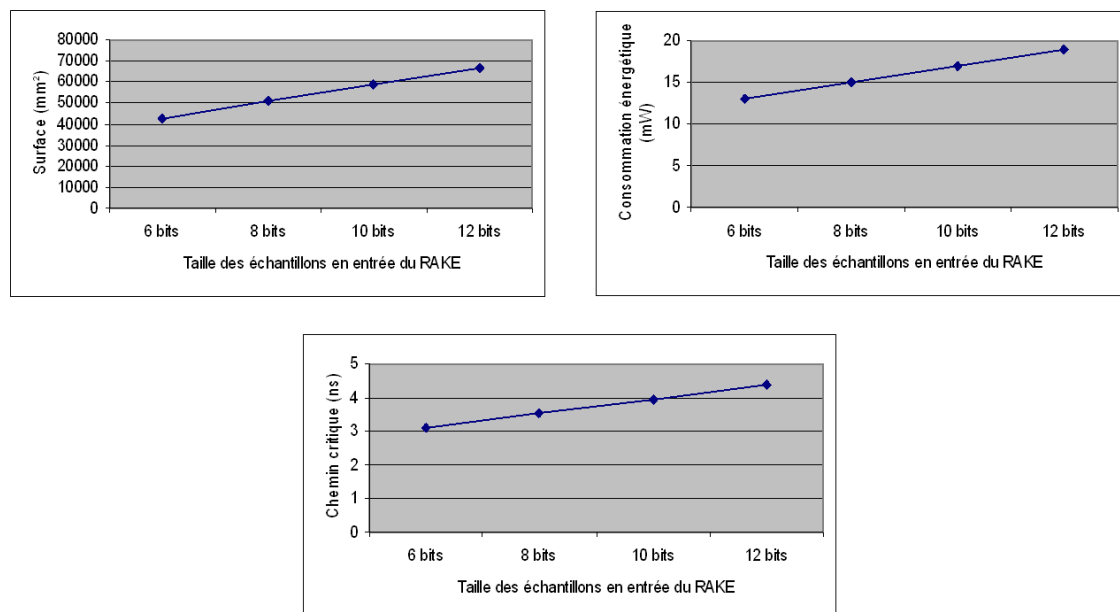 80000
70000
60000
50000
40000
30000
20000
10000
0
Surface (mm²)
6 bits 8 bits 10 bits 12 bits
Taille des échantillons en entrée du RAKE
20
15
10
5
0
Consommation énergétique
(mW)
6 bits 8 bits 10 bits 12 bits
Taille des échantillons en entrée du RAKE
5
4
3
2
1
0
Chemin critique (ns)
6 bits 8 bits 10 bits 12 bits
Taille des échantillons en entrée du RAKE